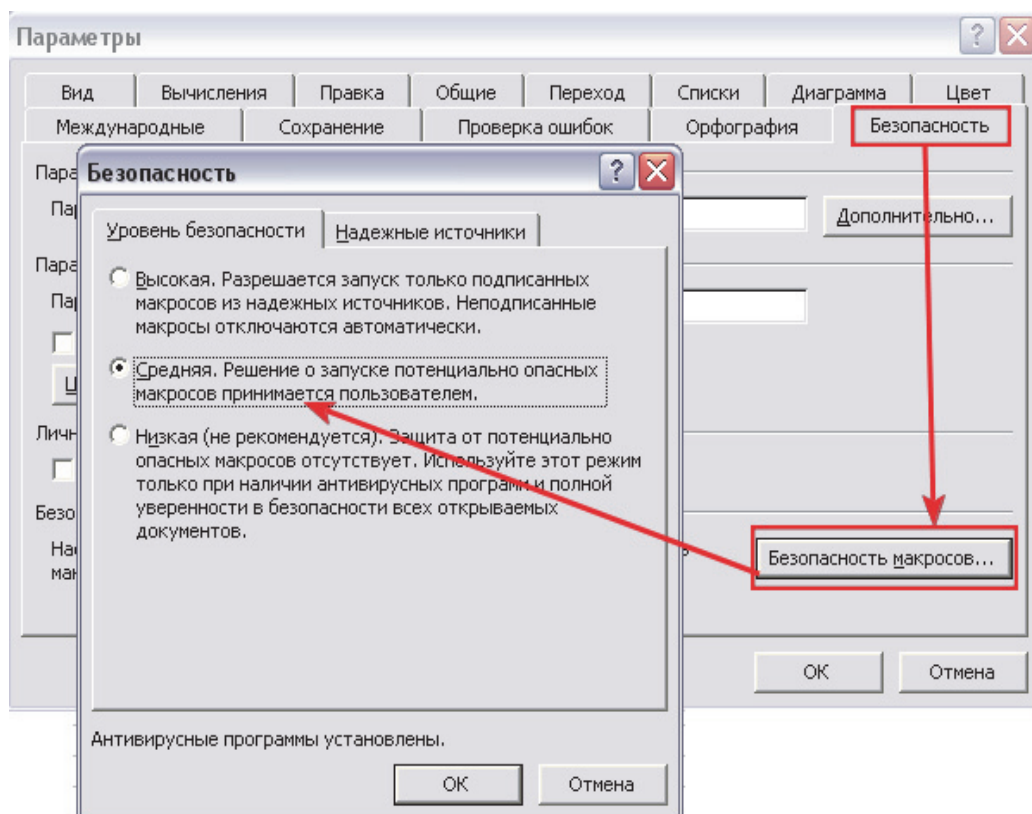 Параметры
Вид Вычисления Правка Общие Переход Списки Диаграмма Цвет
Международные Сохранение Проверка ошибок Орфография Безопасность
Безопасность
Дополнительно...
Уровень безопасности Надежные источники
Высокая. Разрешается запуск только подписанных
макросов из надежных источников. Неподписанные
макросы отключаются автоматически.
Средняя. Решение о запуске потенциально опасных
макросов принимается пользователем.
Низкая (не рекомендуется). Защита от потенциально
опасных макросов отсутствует. Используйте этот режим
только при наличии антивирусных программ и полной
уверенности в безопасности всех открываемых
документов.
Безопасность макросов...
OK Отмена
Антивирусные программы установлены.
OK Отмена